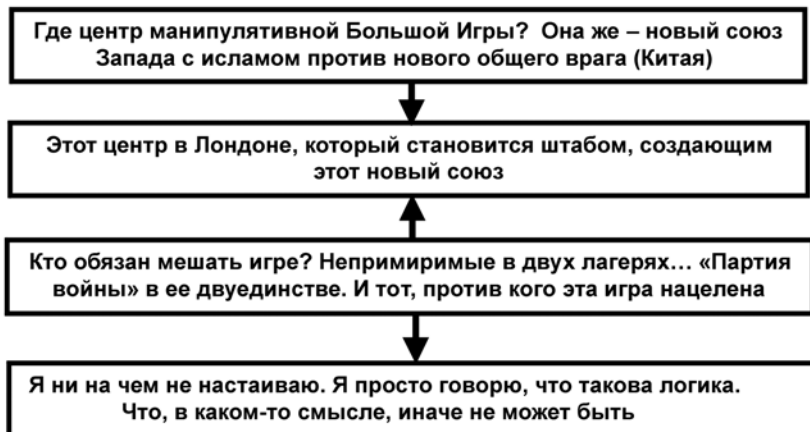 Где центр манипулятивной Большой Игры? Она же – новый союз
Запада с исламом против нового общего врага (Китая)
Этот центр в Лондоне, который становится штабом, создающим
этот новый союз
Кто обязан мешать игре? Непримиримые в двух лагерях… «Партия
войны» в ее двуединстве. И тот, против кого эта игра нацелена
Я ни на чем не настаиваю. Я просто говорю, что такова логика.
Что, в каком-то смысле, иначе не может быть